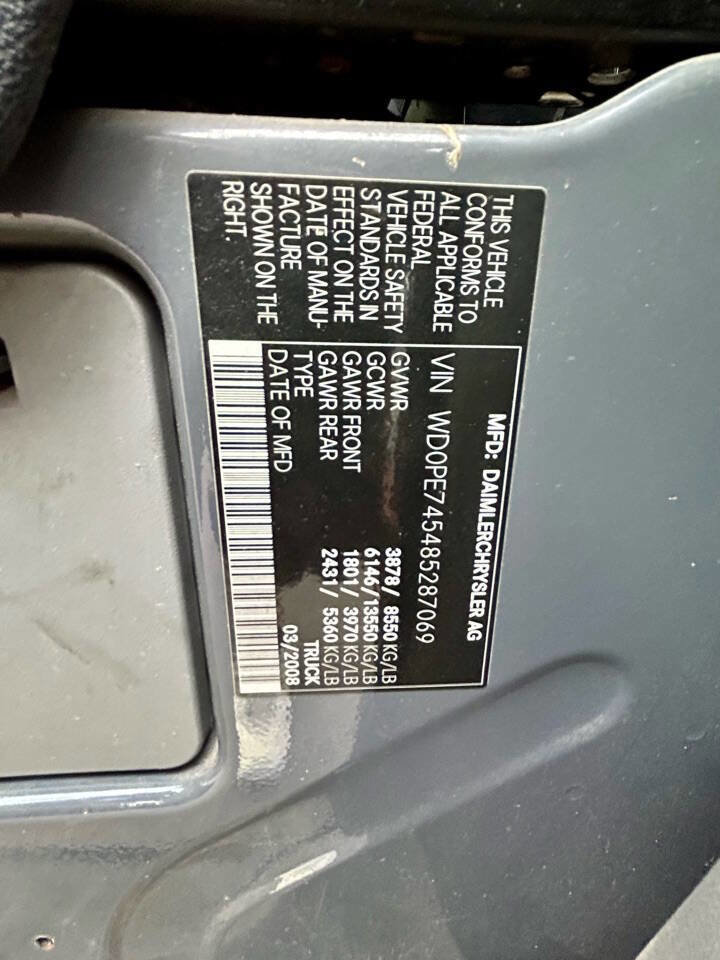 THIS VEHICLE
CONFORMS TO
ALL APPLICABLE
FEDERAL
VEHICLE SAFETY
STANDARDS IN
EFFECT ON THE
DATE OF MANU-
FACTURE
SHOWN ON THE
RIGHT.
MFD: DAIMLERCHRYSLER AG
VIN WD0PE745485287069
GVWR 3878/ 8550 KG/LB
GCWR 6146/13550 KG/LB
GAWR FRONT 1801/ 3970 KG/LB
GAWR REAR 2431/ 5360 KG/LB
TYPE TRUCK
DATE OF MFD 03/2008